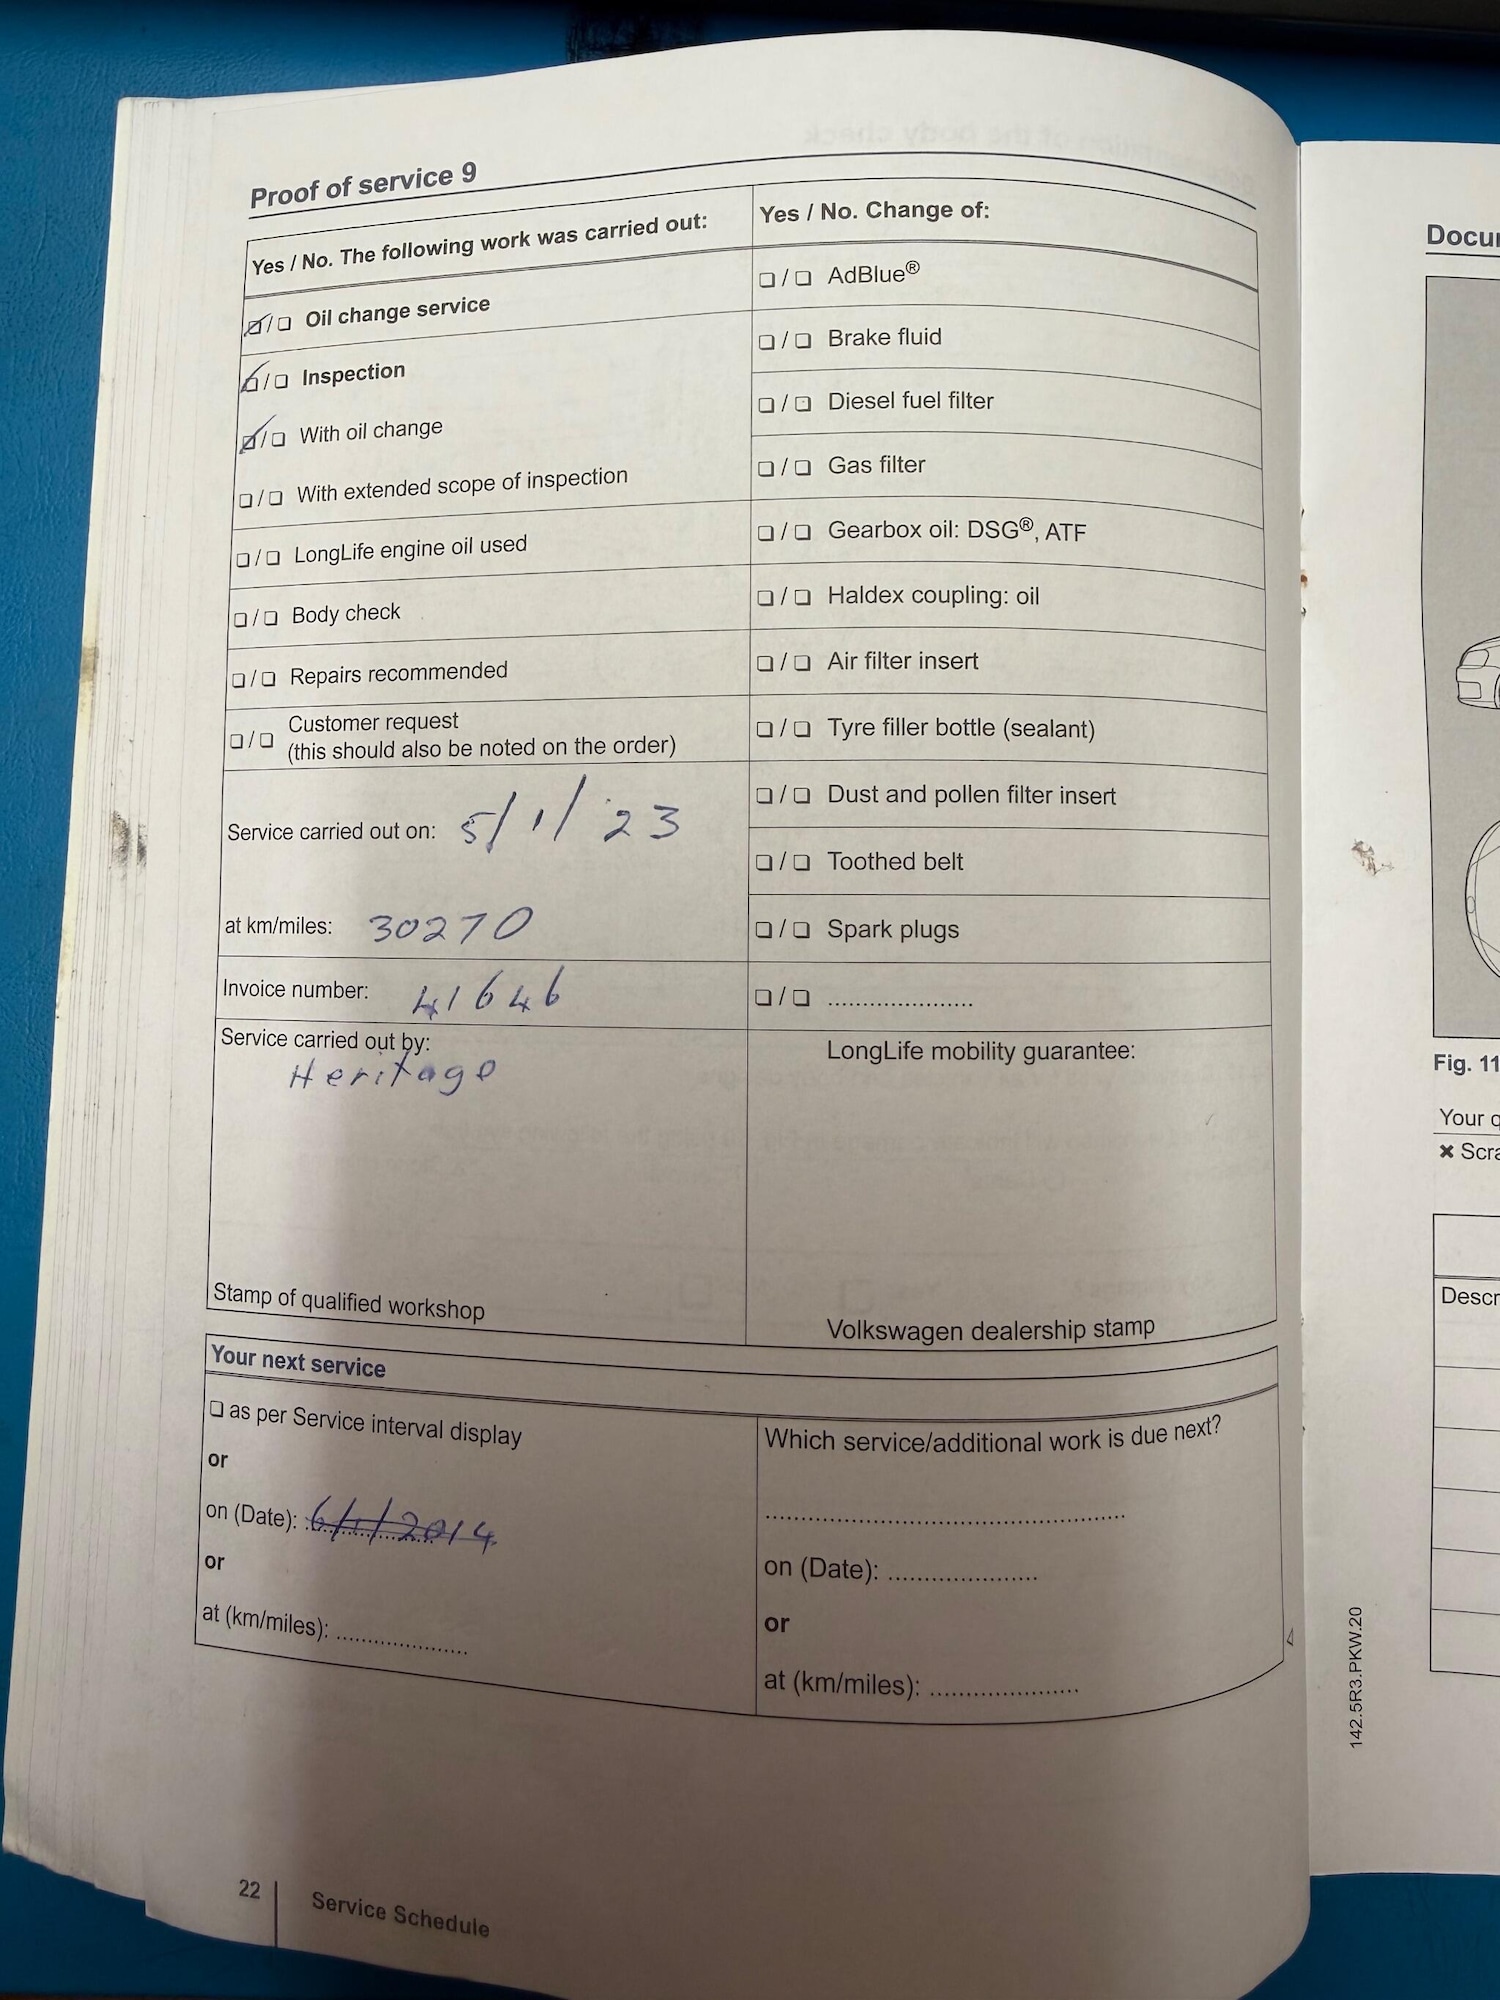 Proof of service 9
Yes / No. The following work was carried out:
❏ / ❏ Oil change service
❏ / ❏ Inspection
❏ / ❏ With oil change
❏ / ❏ With extended scope of inspection
❏ / ❏ LongLife engine oil used
❏ / ❏ Body check
❏ / ❏ Repairs recommended
❏ / ❏ Customer request
(this should also be noted on the order)
Service carried out on: 5/1/23
at km/miles: 30270
Invoice number: 41646
Service carried out by:
Heritage
Stamp of qualified workshop
Yes / No. Change of:
❏ / ❏ AdBlue®
❏ / ❏ Brake fluid
❏ / ❏ Diesel fuel filter
❏ / ❏ Gas filter
❏ / ❏ Gearbox oil: DSG®, ATF
❏ / ❏ Haldex coupling: oil
❏ / ❏ Air filter insert
❏ / ❏ Tyre filler bottle (sealant)
❏ / ❏ Dust and pollen filter insert
❏ / ❏ Toothed belt
❏ / ❏ Spark plugs
❏ / ❏ .....................
LongLife mobility guarantee:
Volkswagen dealership stamp
Your next service
❏ as per Service interval display
or
on (Date): 6/1/2014
or
at (km/miles): ...................
Which service/additional work is due next?
....................................................
on (Date): ......................
or
at (km/miles): ......................
22 Service Schedule
Docu
Fig. 11
Your
✖ Scra
Descr
142.5R3.PKW.20